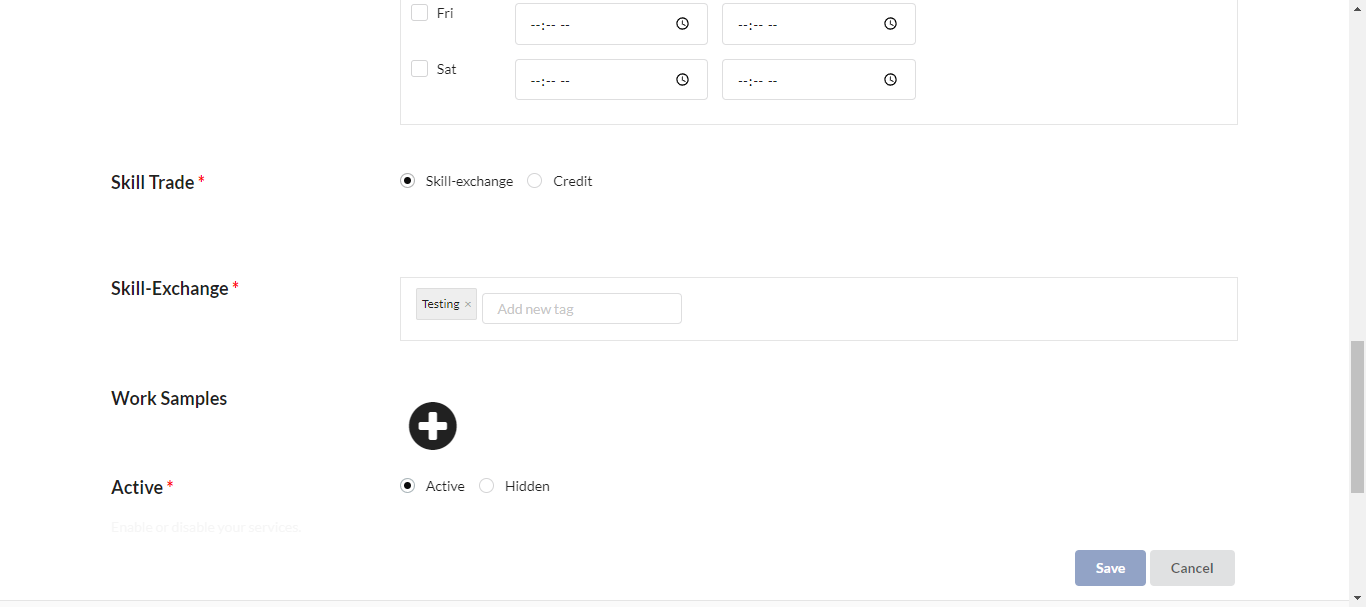 Fri --:-- -- --:-- --
Sat --:-- -- --:-- --
Skill Trade * Skill-exchange Credit
Skill-Exchange * Testing × Add new tag
Work Samples
Active * Active Hidden
Enable or disable your services.
Save Cancel